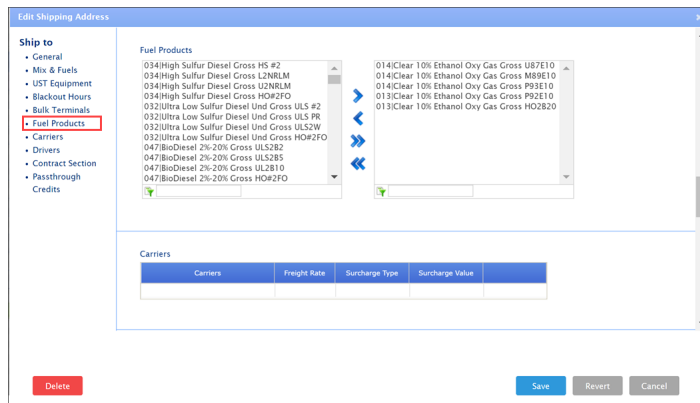 Edit Shipping Address
Ship to
• General
• Mix & Fuels
• UST Equipment
• Blackout Hours
• Bulk Terminals
• Fuel Products
• Carriers
• Drivers
• Contract Section
• Passthrough
Credits
Fuel Products
034|High Sulfur Diesel Gross HS #2
034|High Sulfur Diesel Gross L2NRLM
034|High Sulfur Diesel Gross U2NRLM
034|High Sulfur Diesel Gross HO#2FO
032|Ultra Low Sulfur Diesel Und Gross ULS #2
032|Ultra Low Sulfur Diesel Und Gross ULS PR
032|Ultra Low Sulfur Diesel Und Gross ULS2W
032|Ultra Low Sulfur Diesel Und Gross HO#2FO
047|BioDiesel 2%-20% Gross ULS2B2
047|BioDiesel 2%-20% Gross ULS2B5
047|BioDiesel 2%-20% Gross UL2B10
047|BioDiesel 2%-20% Gross HO#2FO
014|Clear 10% Ethanol Oxy Gas Gross U87E10
014|Clear 10% Ethanol Oxy Gas Gross M89E10
014|Clear 10% Ethanol Oxy Gas Gross P93E10
013|Clear 10% Ethanol Oxy Gas Gross P92E10
013|Clear 10% Ethanol Oxy Gas Gross HO2B20
Carriers
Carriers Freight Rate Surcharge Type Surcharge Value
Delete
Save Revert Cancel